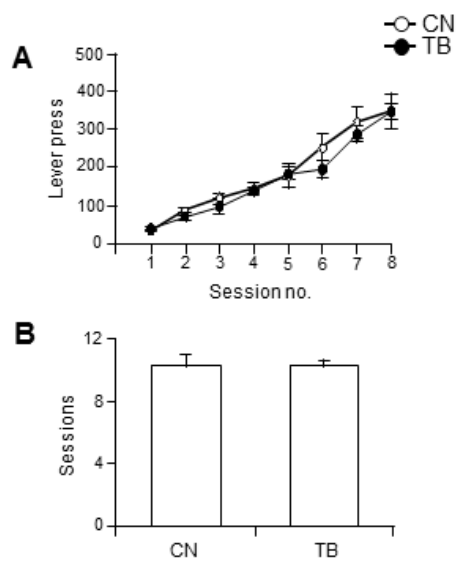 CN
TB
A
500
400
300
200
100
0
Lever press
1 2 3 4 5 6 7 8
Session no.
B
12
8
4
0
Sessions
CN TB